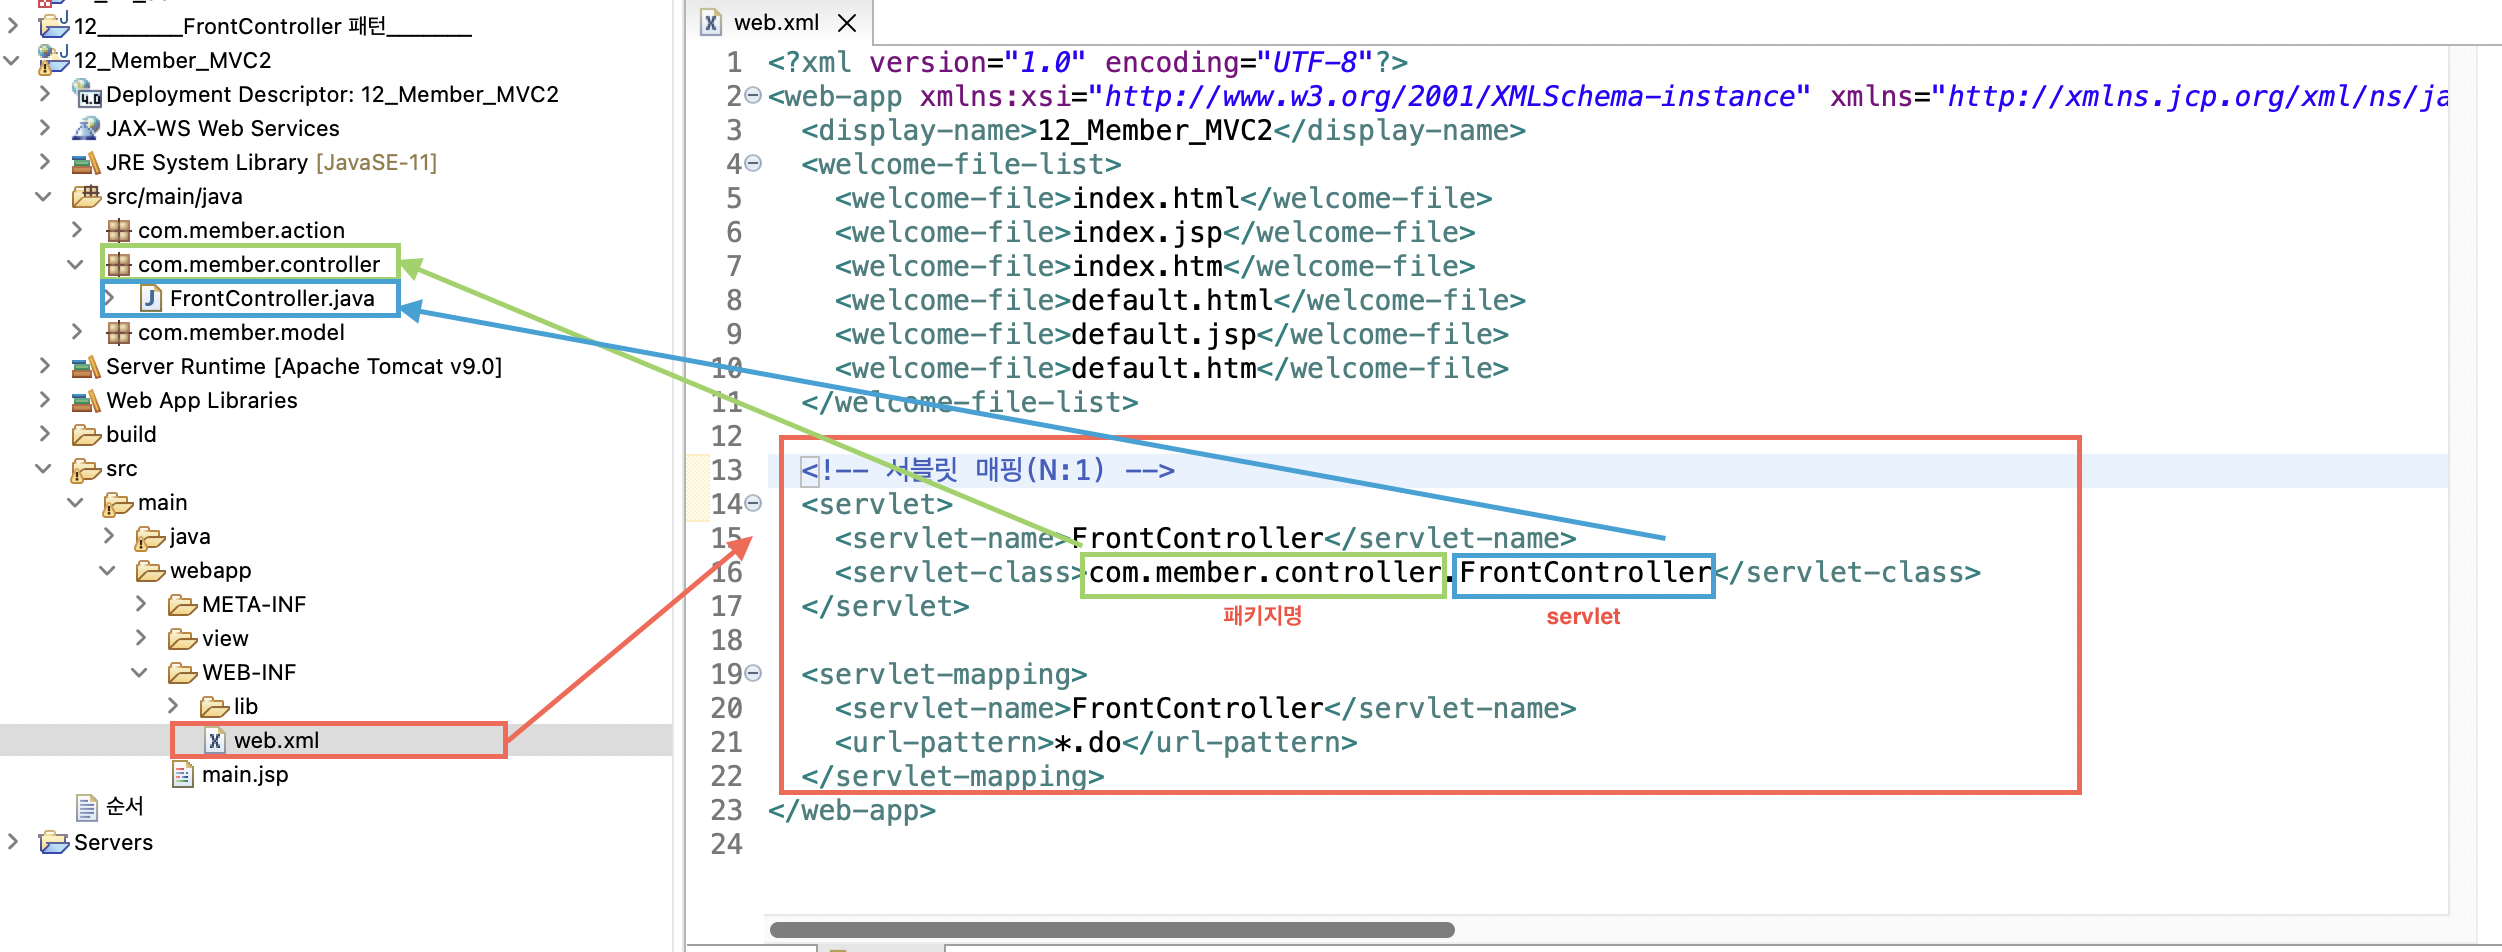 12_______FrontController 패턴_______
12_Member_MVC2
Deployment Descriptor: 12_Member_MVC2
JAX-WS Web Services
JRE System Library [JavaSE-11]
src/main/java
com.member.action
com.member.controller
FrontController.java
com.member.model
Server Runtime [Apache Tomcat v9.0]
Web App Libraries
build
src
main
java
webapp
META-INF
view
WEB-INF
lib
web.xml
main.jsp
순서
Servers
web.xml
1 <?xml version="1.0" encoding="UTF-8"?>
2 <web-app xmlns:xsi="http://www.w3.org/2001/XMLSchema-instance" xmlns="http://xmlns.jcp.org/xml/ns/ja
3 <display-name>12_Member_MVC2</display-name>
4 <welcome-file-list>
5 <welcome-file>index.html</welcome-file>
6 <welcome-file>index.jsp</welcome-file>
7 <welcome-file>index.htm</welcome-file>
8 <welcome-file>default.html</welcome-file>
9 <welcome-file>default.jsp</welcome-file>
10 <welcome-file>default.htm</welcome-file>
11 </welcome-file-list>
12
13 <!-- 서블릿 매핑(N:1) -->
14 <servlet>
15 <servlet-name>FrontController</servlet-name>
16 <servlet-class>com.member.controller.FrontController</servlet-class>
17 </servlet>
패키지명 servlet
18
19 <servlet-mapping>
20 <servlet-name>FrontController</servlet-name>
21 <url-pattern>*.do</url-pattern>
22 </servlet-mapping>
23 </web-app>
24